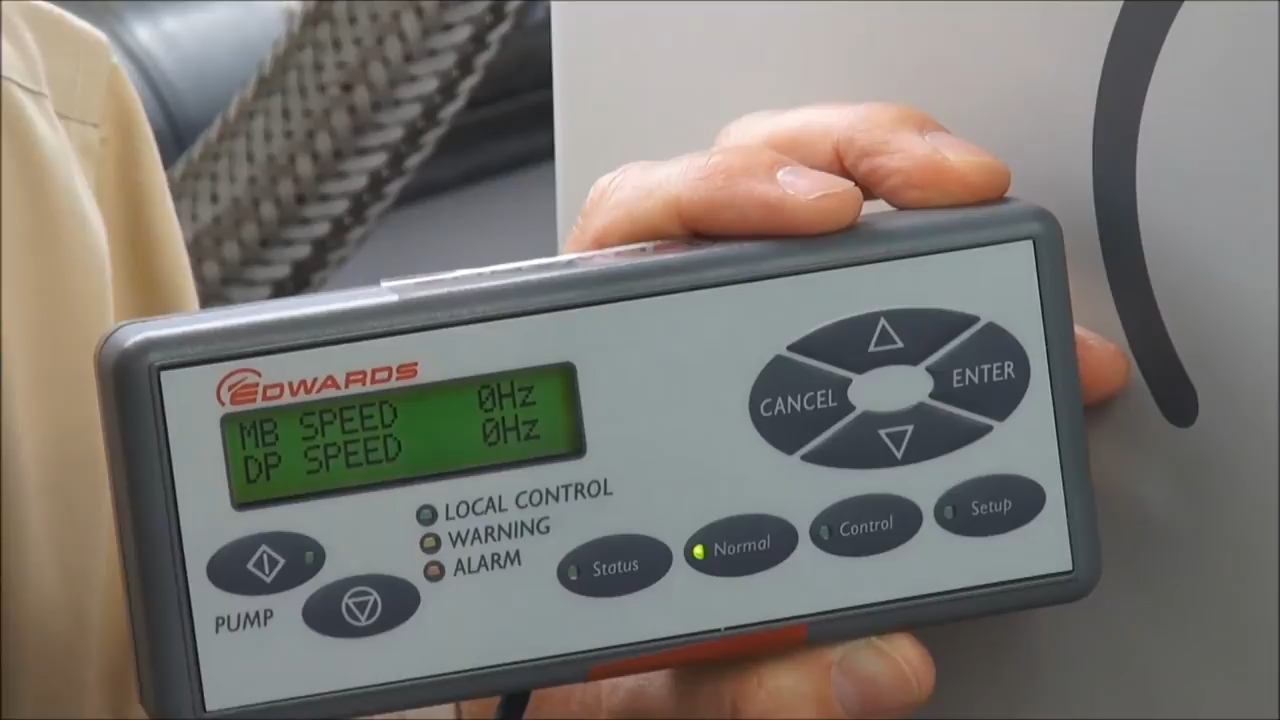 EDWARDS
MB SPEED 0Hz
DP SPEED 0Hz
LOCAL CONTROL
WARNING
ALARM
PUMP
CANCEL
ENTER
Status
Normal
Control
Setup